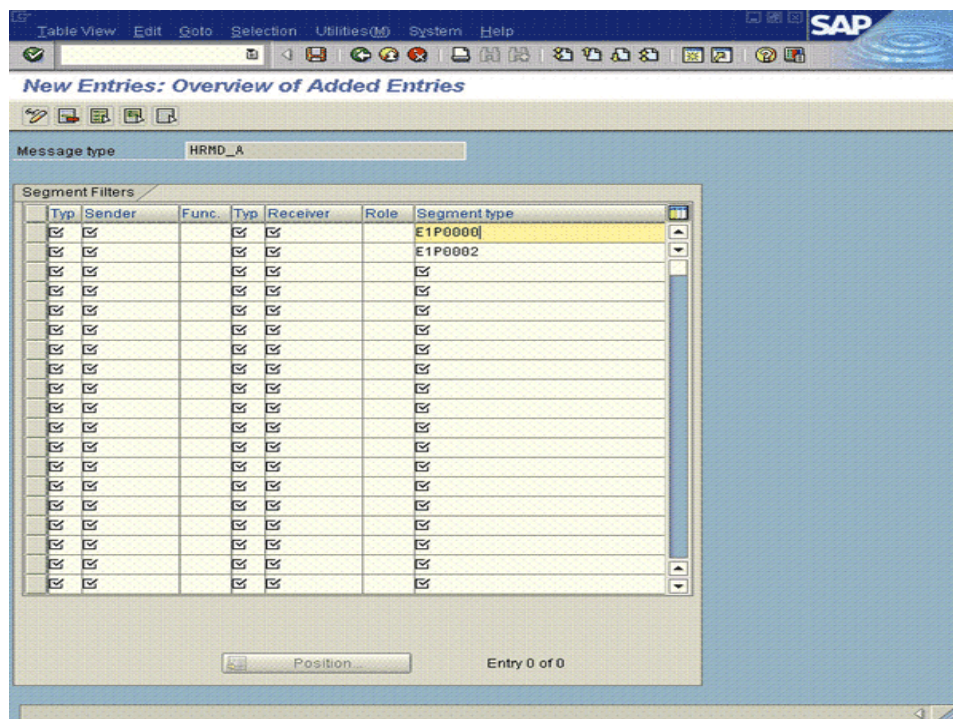 Table View Edit Goto Selection Utilities(M) System Help
SAP
New Entries: Overview of Added Entries
Message type HRMD_A
Segment Filters
Typ Sender Func. Typ Receiver Role Segment type
E1P0000
E1P0002
Position... Entry 0 of 0